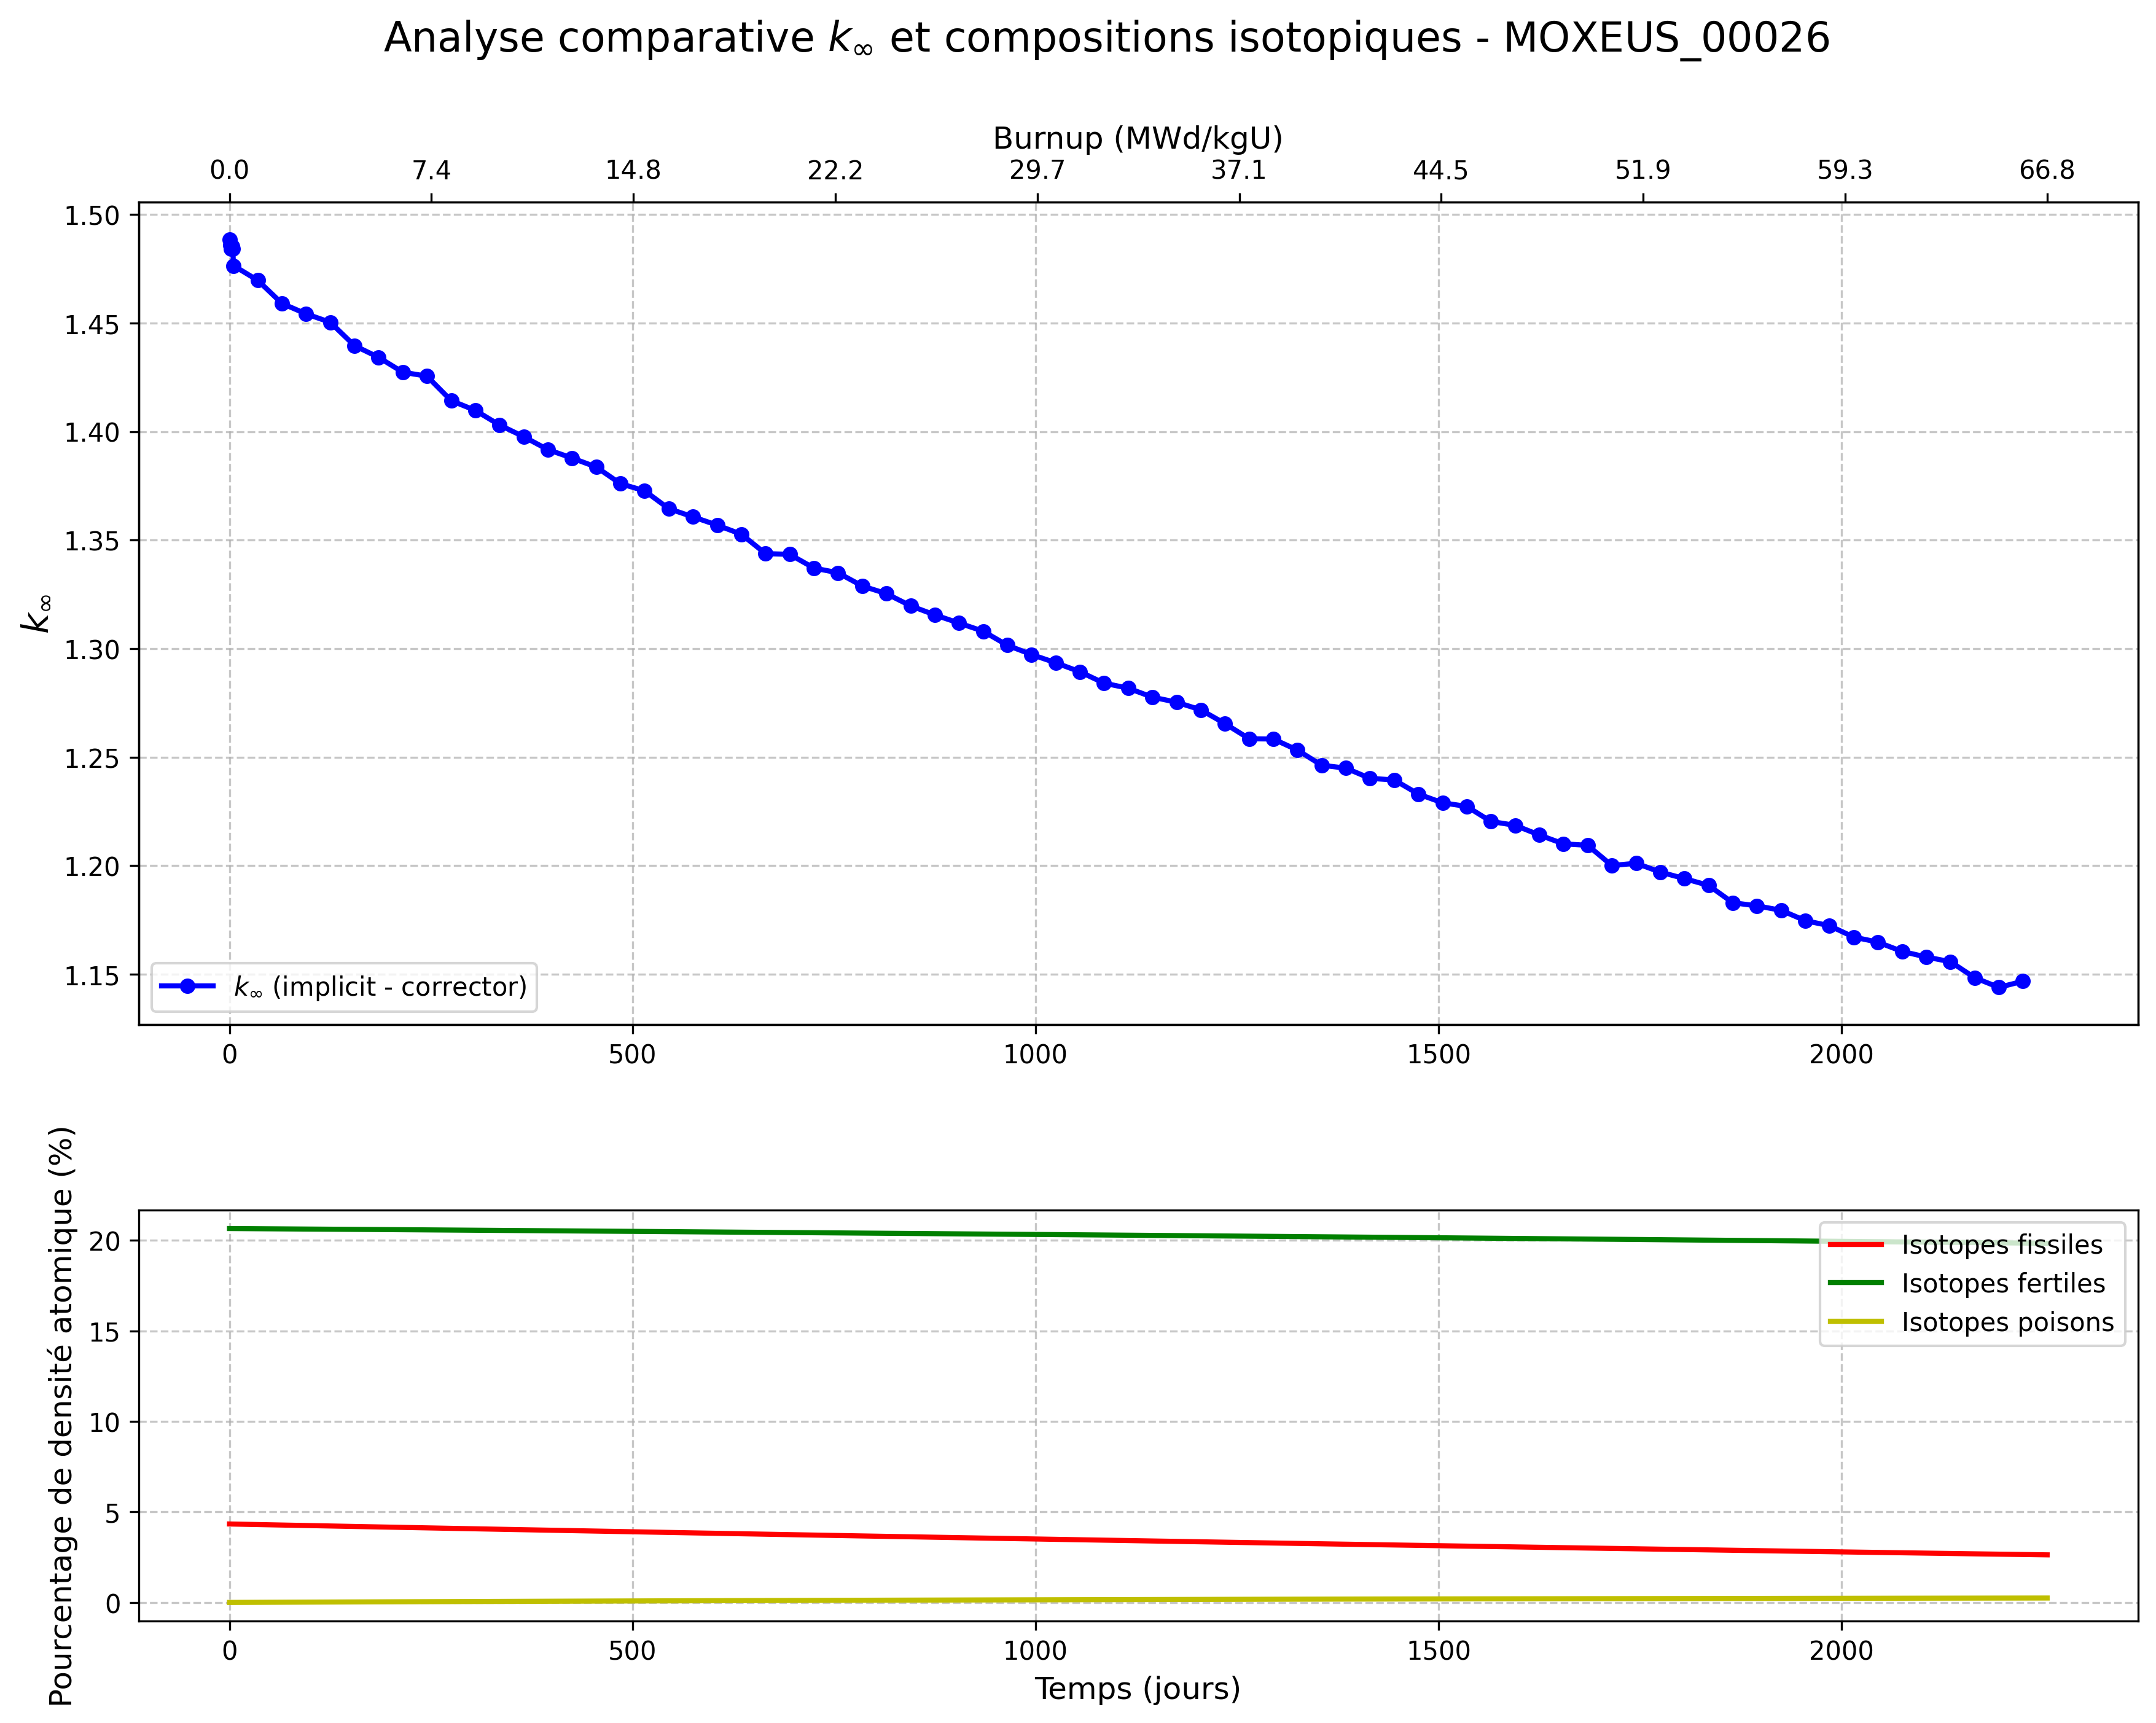 Analyse comparative k∞ et compositions isotopiques - MOXEUS_00026
Burnup (MWd/kgU)
0.0 7.4 14.8 22.2 29.7 37.1 44.5 51.9 59.3 66.8
k∞
1.50
1.45
1.40
1.35
1.30
1.25
1.20
1.15
k∞ (implicit - corrector)
0 500 1000 1500 2000
Pourcentage de densité atomique (%)
20
15
10
5
0
Isotopes fissiles
Isotopes fertiles
Isotopes poisons
0 500 1000 1500 2000
Temps (jours)